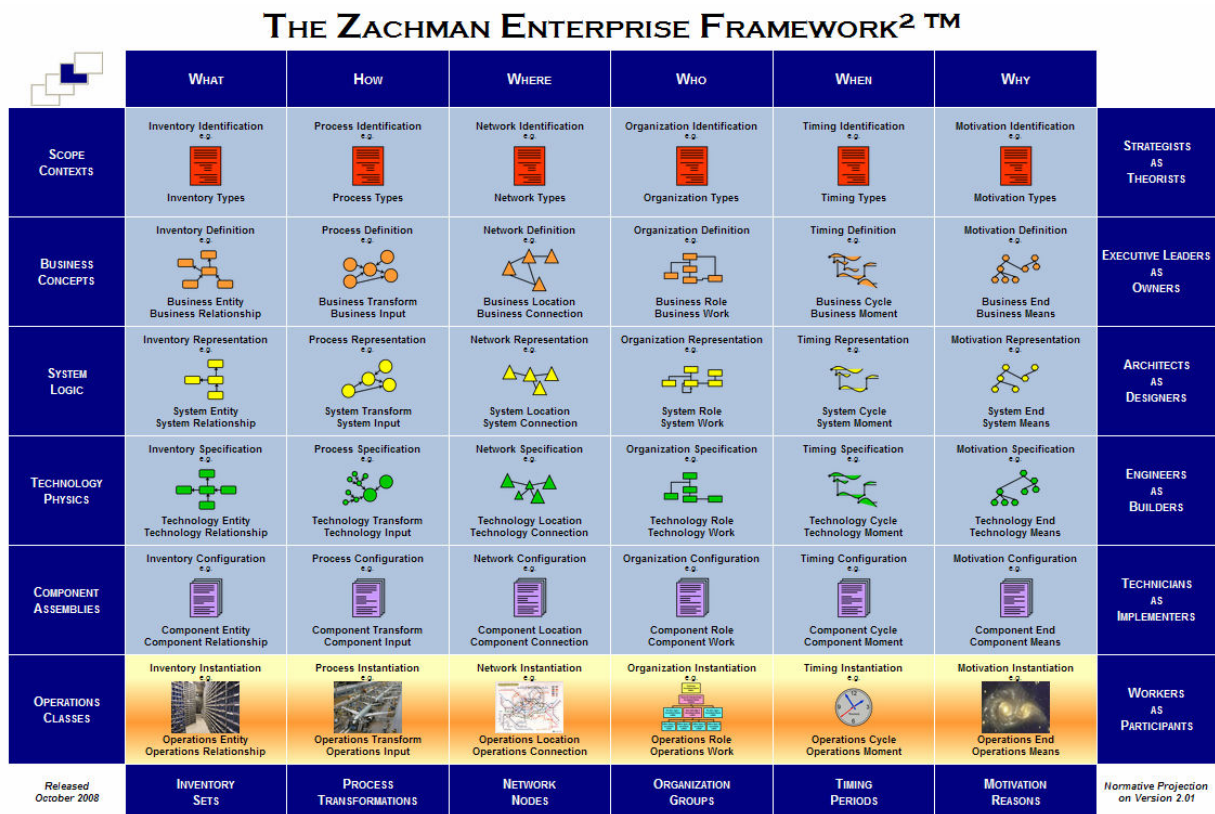 THE ZACHMAN ENTERPRISE FRAMEWORK² ™
WHAT
HOW
WHERE
WHO
WHEN
WHY
SCOPE
CONTEXTS
Inventory Identification
e.g.
Inventory Types
Process Identification
e.g.
Process Types
Network Identification
e.g.
Network Types
Organization Identification
e.g.
Organization Types
Timing Identification
e.g.
Timing Types
Motivation Identification
e.g.
Motivation Types
STRATEGISTS
AS
THEORISTS
BUSINESS
CONCEPTS
Inventory Definition
e.g.
Business Entity
Business Relationship
Process Definition
e.g.
Business Transform
Business Input
Network Definition
e.g.
Business Location
Business Connection
Organization Definition
e.g.
Business Role
Business Work
Timing Definition
e.g.
Business Cycle
Business Moment
Motivation Definition
e.g.
Business End
Business Means
EXECUTIVE LEADERS
AS
OWNERS
SYSTEM
LOGIC
Inventory Representation
e.g.
System Entity
System Relationship
Process Representation
e.g.
System Transform
System Input
Network Representation
e.g.
System Location
System Connection
Organization Representation
e.g.
System Role
System Work
Timing Representation
e.g.
System Cycle
System Moment
Motivation Representation
e.g.
System End
System Means
ARCHITECTS
AS
DESIGNERS
TECHNOLOGY
PHYSICS
Inventory Specification
e.g.
Technology Entity
Technology Relationship
Process Specification
e.g.
Technology Transform
Technology Input
Network Specification
e.g.
Technology Location
Technology Connection
Organization Specification
e.g.
Technology Role
Technology Work
Timing Specification
e.g.
Technology Cycle
Technology Moment
Motivation Specification
e.g.
Technology End
Technology Means
ENGINEERS
AS
BUILDERS
COMPONENT
ASSEMBLIES
Inventory Configuration
e.g.
Component Entity
Component Relationship
Process Configuration
e.g.
Component Transform
Component Input
Network Configuration
e.g.
Component Location
Component Connection
Organization Configuration
e.g.
Component Role
Component Work
Timing Configuration
e.g.
Component Cycle
Component Moment
Motivation Configuration
e.g.
Component End
Component Means
TECHNICIANS
AS
IMPLEMENTERS
OPERATIONS
CLASSES
Inventory Instantiation
e.g.
Operations Entity
Operations Relationship
Process Instantiation
e.g.
Operations Transform
Operations Input
Network Instantiation
e.g.
Operations Location
Operations Connection
Organization Instantiation
e.g.
Operations Role
Operations Work
Timing Instantiation
e.g.
Operations Cycle
Operations Moment
Motivation Instantiation
e.g.
Operations End
Operations Means
WORKERS
AS
PARTICIPANTS
Released
October 2008
INVENTORY
SETS
PROCESS
TRANSFORMATIONS
NETWORK
NODES
ORGANIZATION
GROUPS
TIMING
PERIODS
MOTIVATION
REASONS
Normative Projection
on Version 2.01